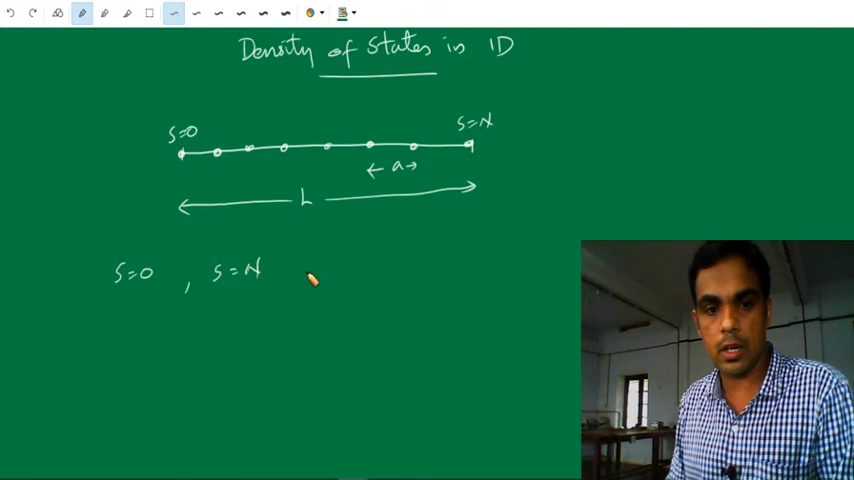 Density of States in 1D
S=0
S=N
a
L
S=0 , S=N